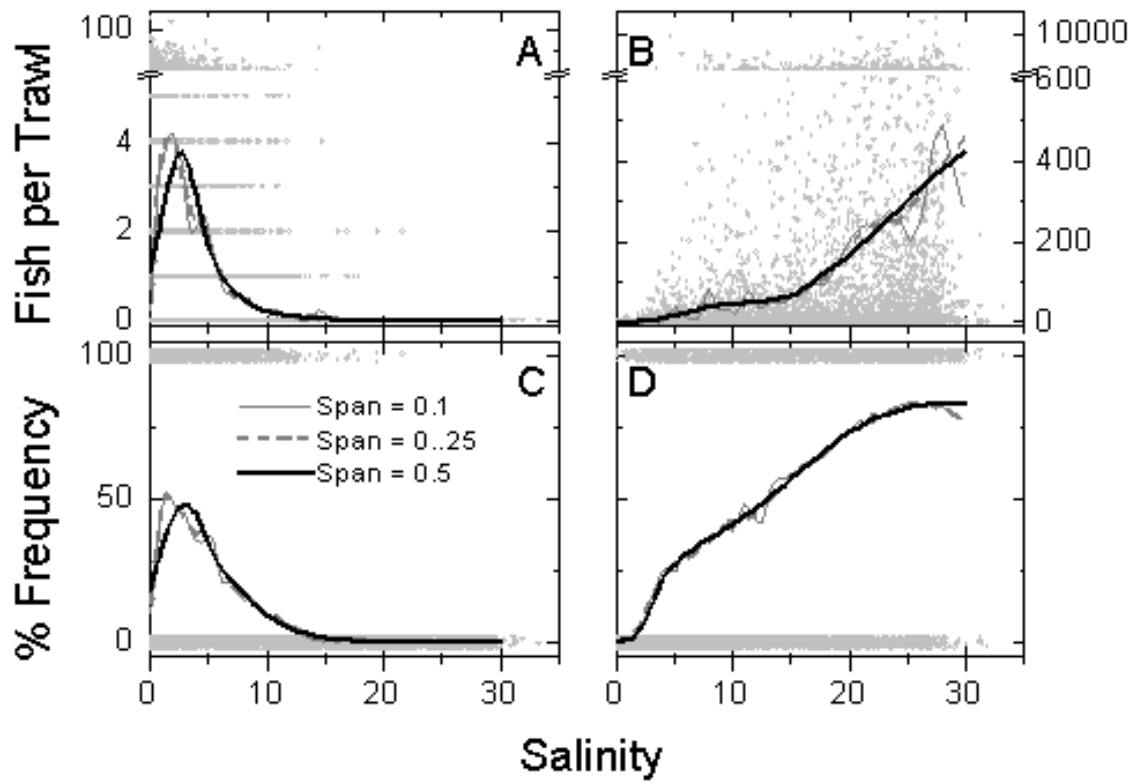 Fish per Trawl
100
4
2
0
A
B
10000
600
400
200
0
% Frequency
100
50
0
C
Span = 0.1
Span = 0..25
Span = 0.5
D
0 10 20 30
0 10 20 30
Salinity